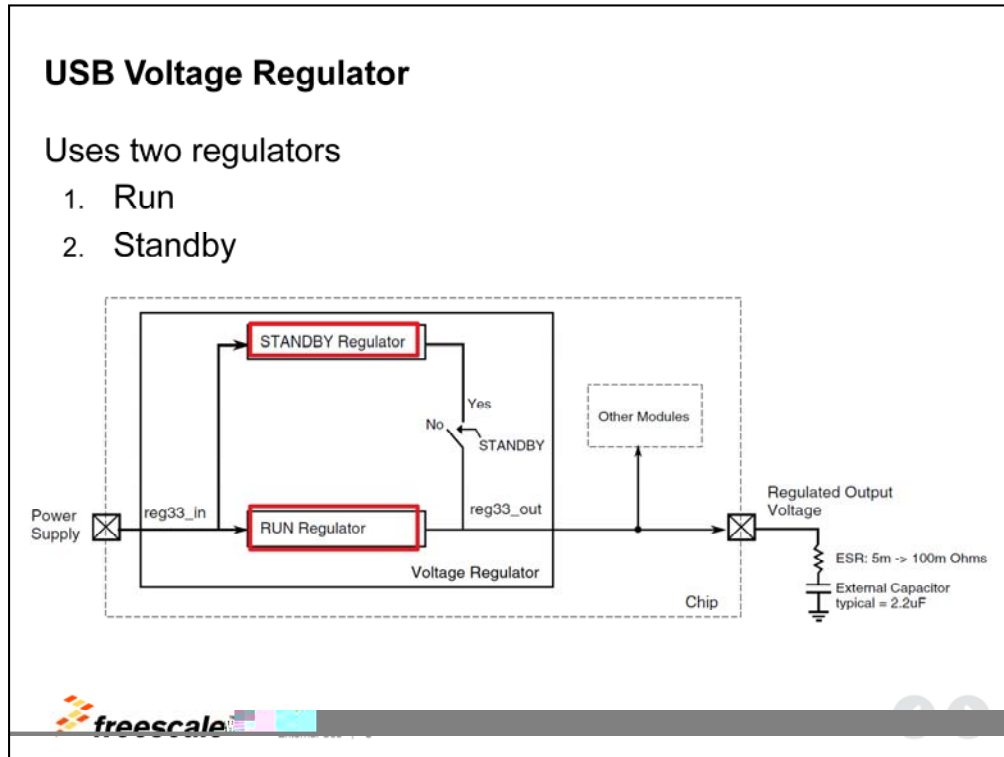 USB Voltage Regulator
Uses two regulators
1. Run
2. Standby
STANDBY Regulator
Yes
No
STANDBY
Other Modules
Power
Supply
reg33_in
RUN Regulator
reg33_out
Regulated Output
Voltage
Voltage Regulator
ESR: 5m -> 100m Ohms
External Capacitor
typical = 2.2uF
Chip
freescale